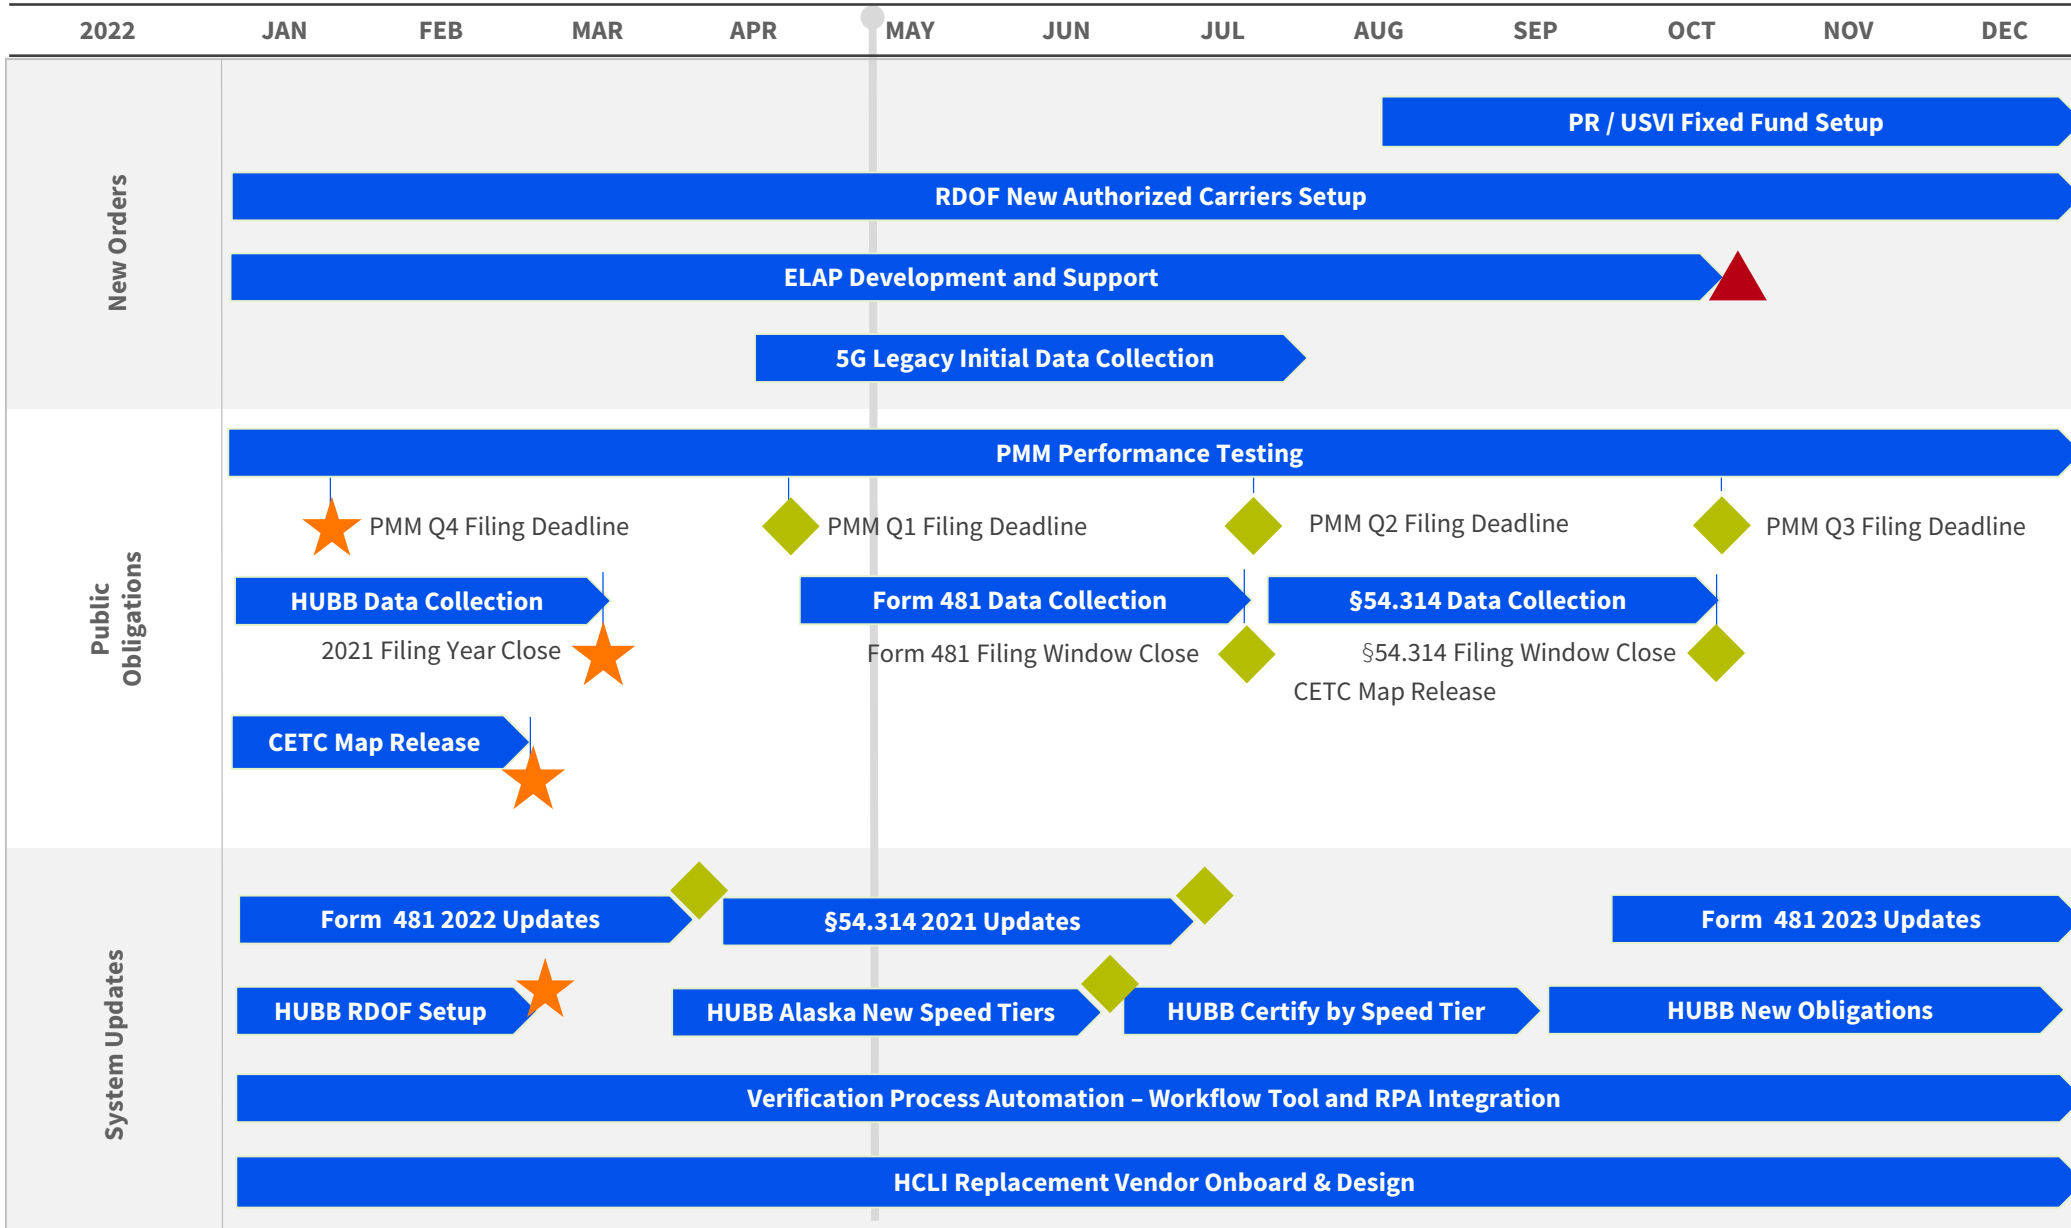 2022 JAN FEB MAR APR MAY JUN JUL AUG SEP OCT NOV DEC
New Orders
PR / USVI Fixed Fund Setup
RDOF New Authorized Carriers Setup
ELAP Development and Support
5G Legacy Initial Data Collection
Public
Obligations
PMM Performance Testing
PMM Q4 Filing Deadline
PMM Q1 Filing Deadline
PMM Q2 Filing Deadline
PMM Q3 Filing Deadline
HUBB Data Collection
Form 481 Data Collection
§54.314 Data Collection
2021 Filing Year Close
Form 481 Filing Window Close
§54.314 Filing Window Close
CETC Map Release
CETC Map Release
System Updates
Form  481 2022 Updates
§54.314 2021 Updates
Form  481 2023 Updates
HUBB RDOF Setup
HUBB Alaska New Speed Tiers
HUBB Certify by Speed Tier
HUBB New Obligations
Verification Process Automation – Workflow Tool and RPA Integration
HCLI Replacement Vendor Onboard & Design